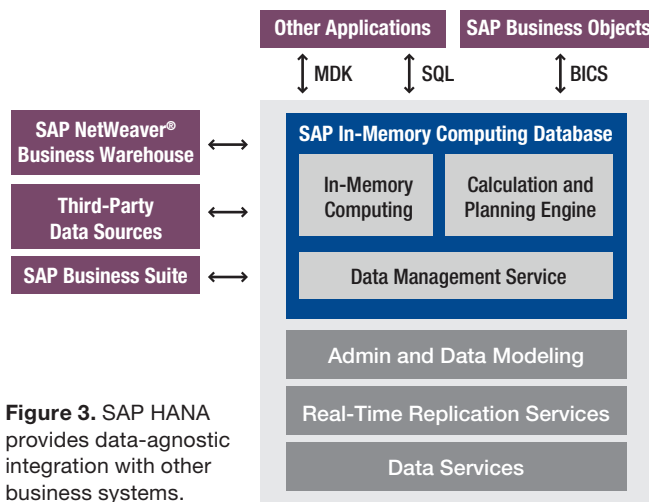 Other Applications
SAP Business Objects
MDK
SQL
BICS
SAP NetWeaver®
Business Warehouse
Third-Party
Data Sources
SAP Business Suite
SAP In-Memory Computing Database
In-Memory
Computing
Calculation and
Planning Engine
Data Management Service
Admin and Data Modeling
Real-Time Replication Services
Data Services
Figure 3. SAP HANA
provides data-agnostic
integration with other
business systems.